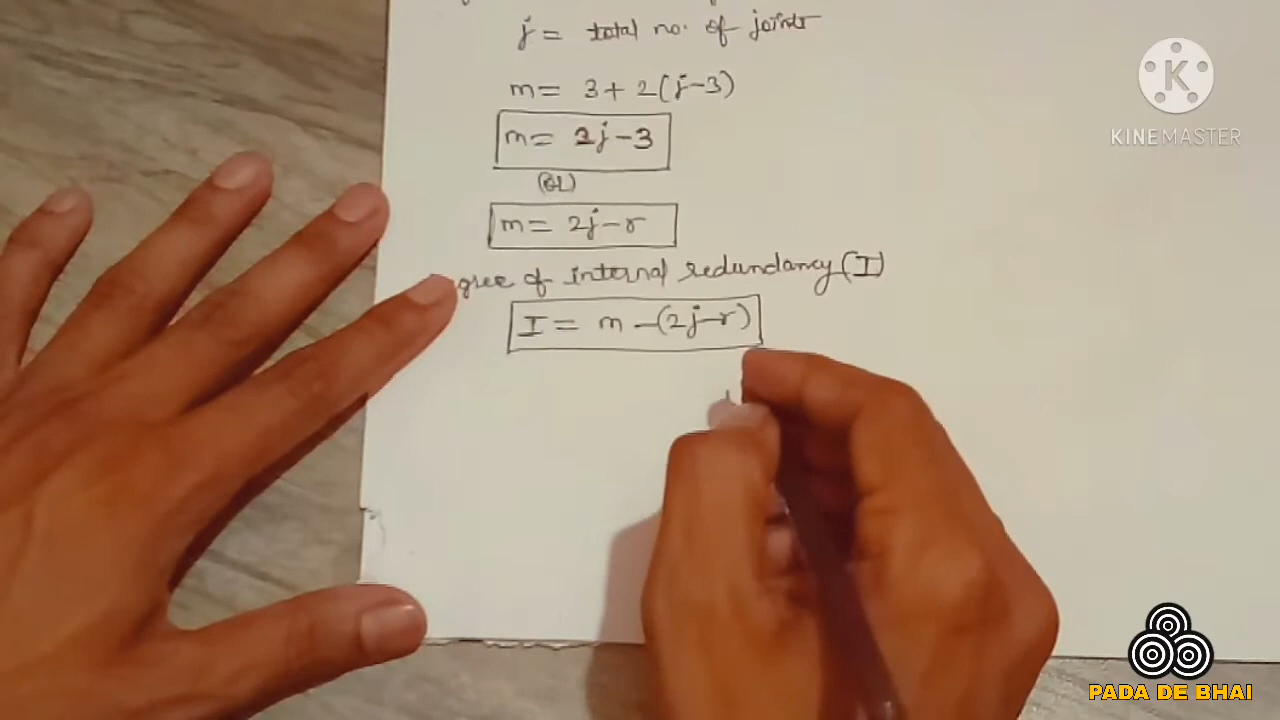 j = total no. of joints
m = 3 + 2(j-3)
m = 2j-3
(OR)
m = 2j-r
gree of internal redundancy (I)
I = m-(2j-r)
K
KINEMASTER
PADA DE BHAI